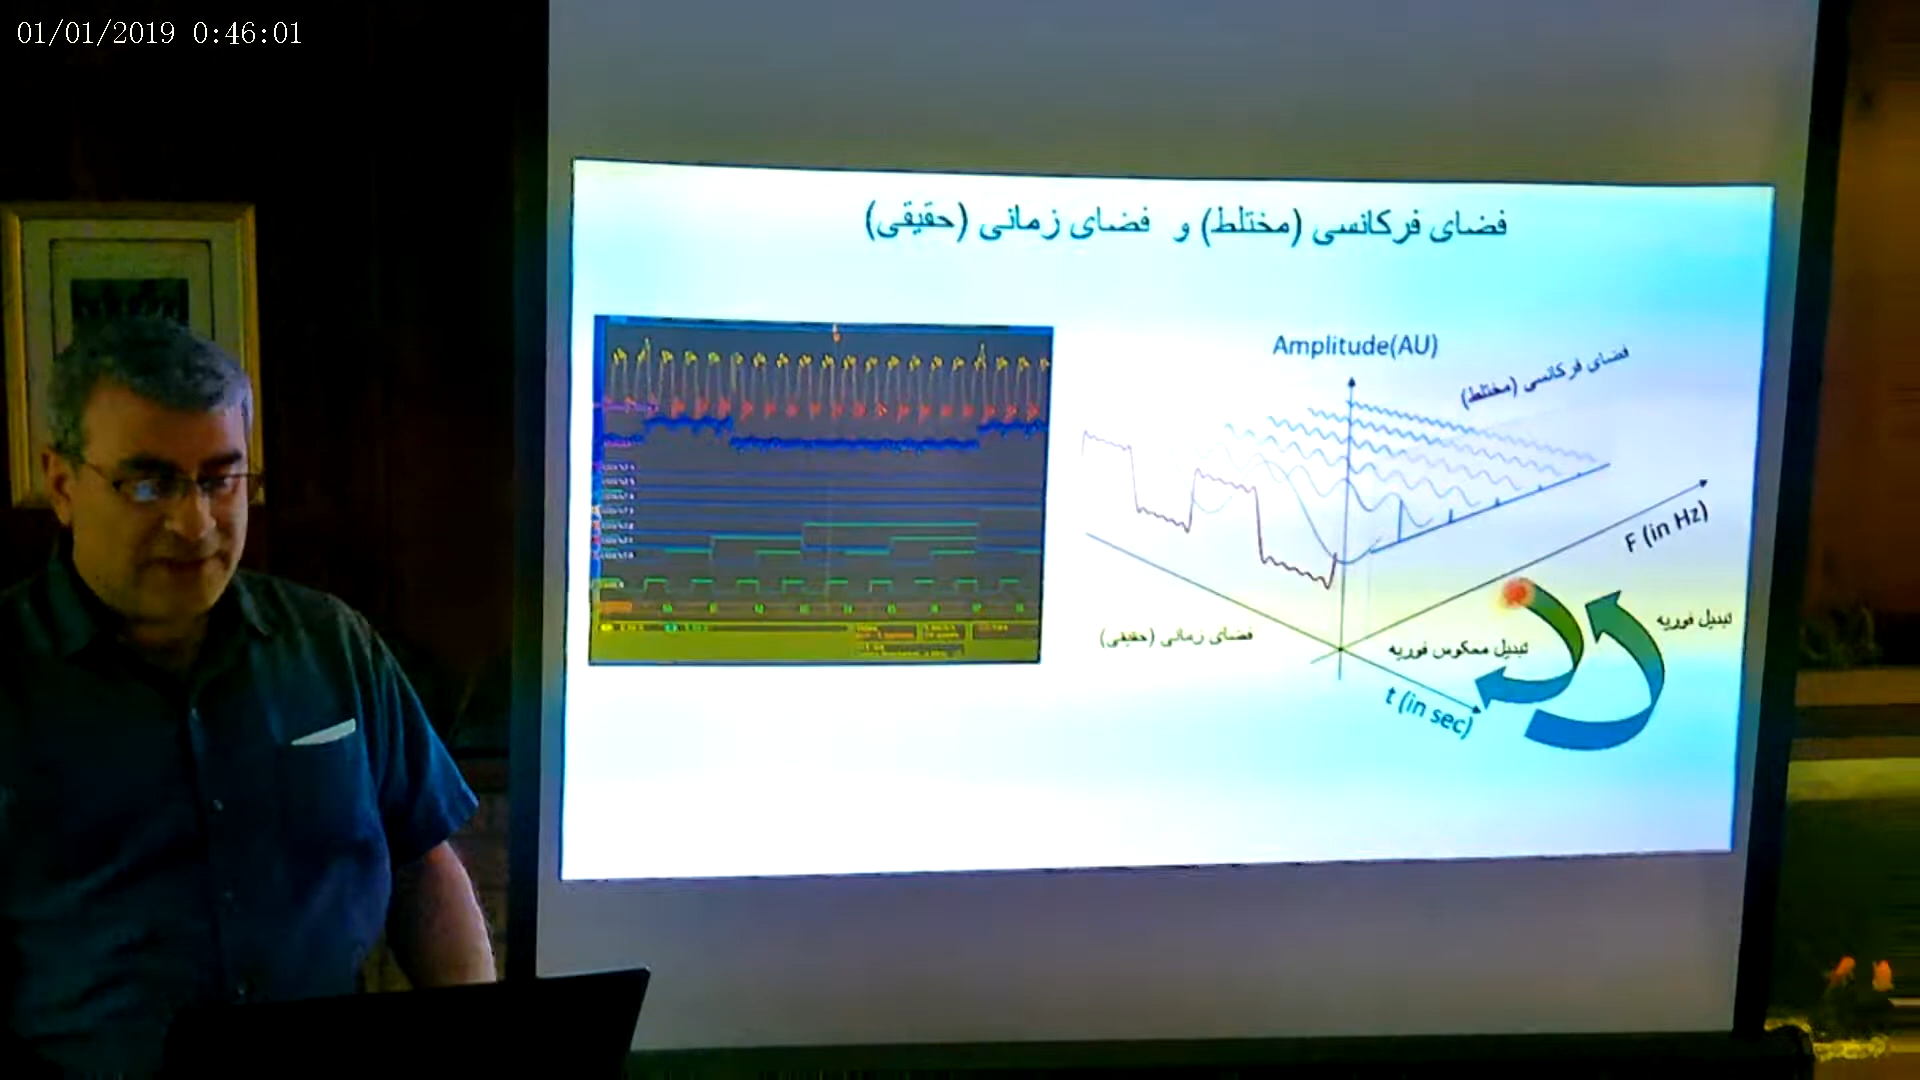 01/01/2019 0:46:01
فضای فرکانسی (مختلط) و فضای زمانی (حقیقی)
Amplitude(AU)
فضای فرکانسی (مختلط)
F (in Hz)
تبدیل فوریه
فضای زمانی (حقیقی)
تبدیل معکوس فوریه
t (in sec)